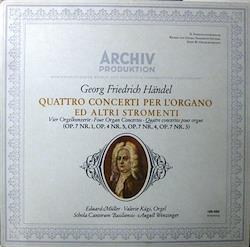 ARCHIV
PRODUKTION
Georg Friedrich Händel
QUATTRO CONCERTI PER L'ORGANO
ED ALTRI STROMENTI
Vier Orgelkonzerte · Four Organ Concertos · Quatre concertos pour orgue
(OP. 7 NR. 1, OP. 4 NR. 5, OP. 7 NR. 4, OP. 7 NR. 5)
Eduard Müller · Valerie Kägi, Orgel
Schola Cantorum Basiliensis · August Wenzinger